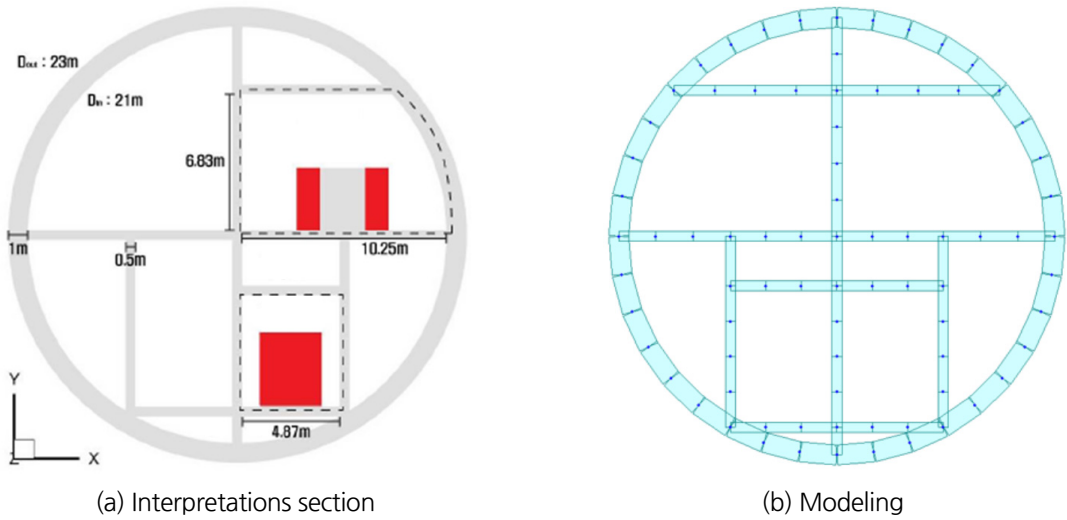 Dout : 23m
Din : 21m
6.83m
1m
0.5m
10.25m
4.87m
Y
Z
X
(a) Interpretations section
(b) Modeling